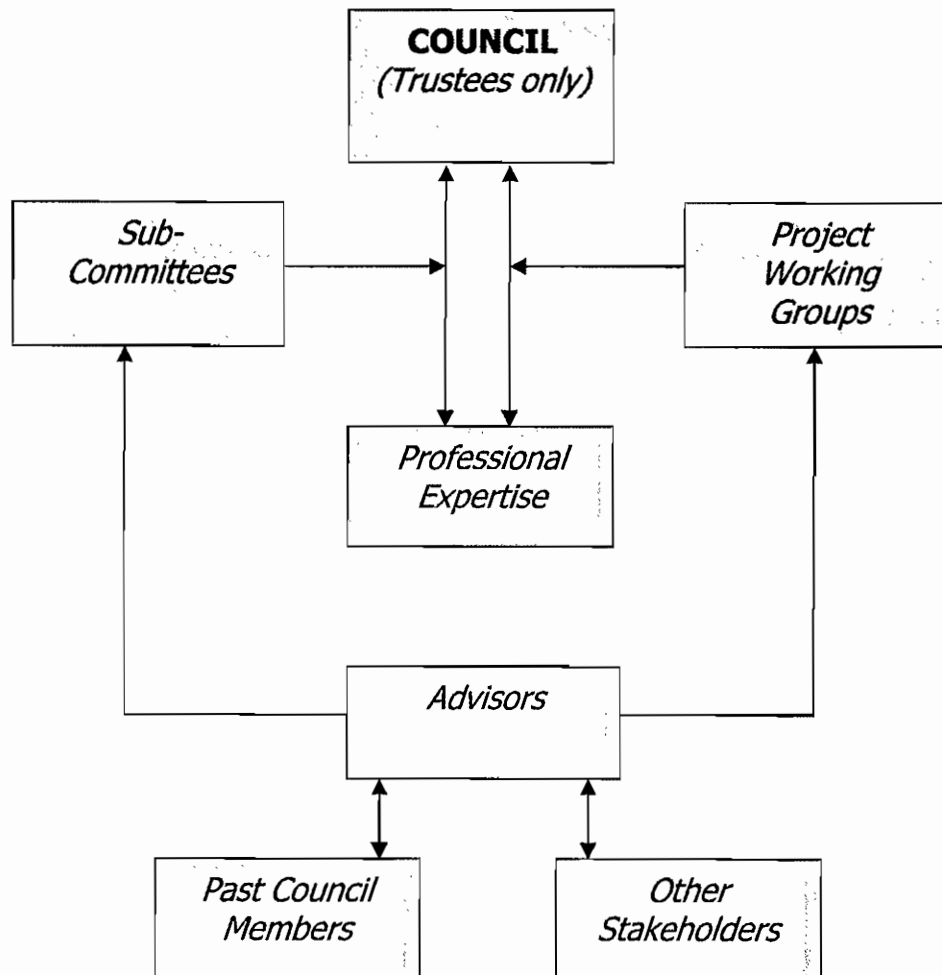 COUNCIL
(Trustees only)
Sub-
Committees
Project
Working
Groups
Professional
Expertise
Advisors
Past Council
Members
Other
Stakeholders